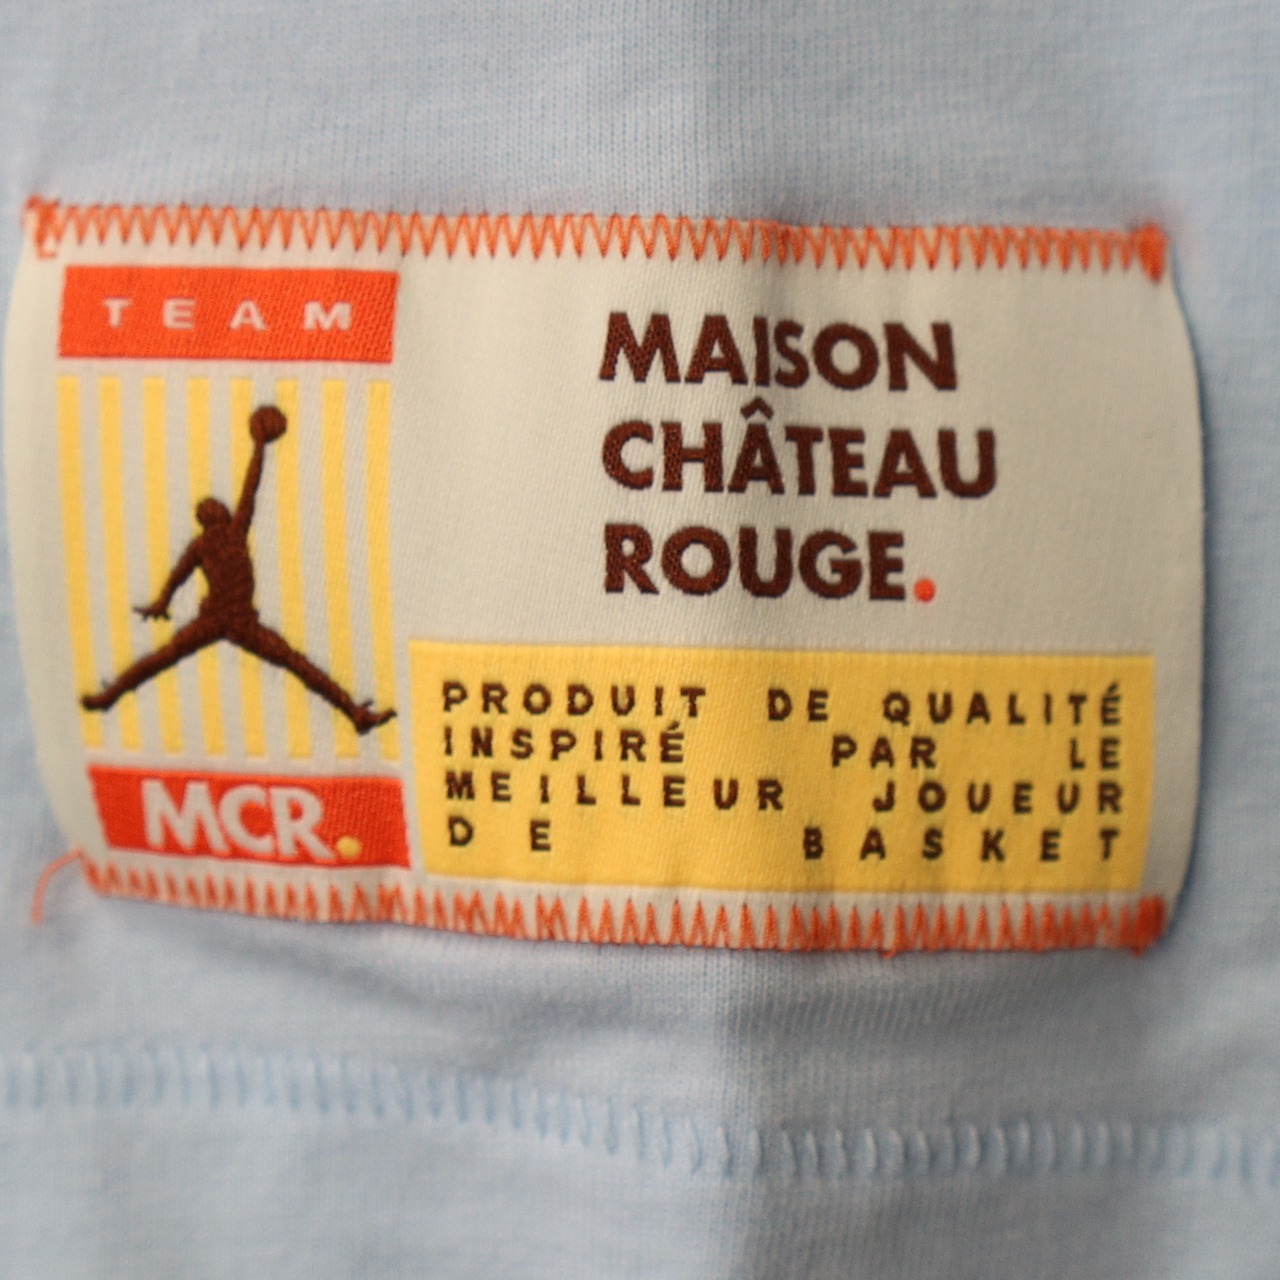 TEAM
MCR.
MAISON
CHÂTEAU
ROUGE.
PRODUIT DE QUALITÉ
INSPIRÉ PAR LE
MEILLEUR JOUEUR
DE BASKET